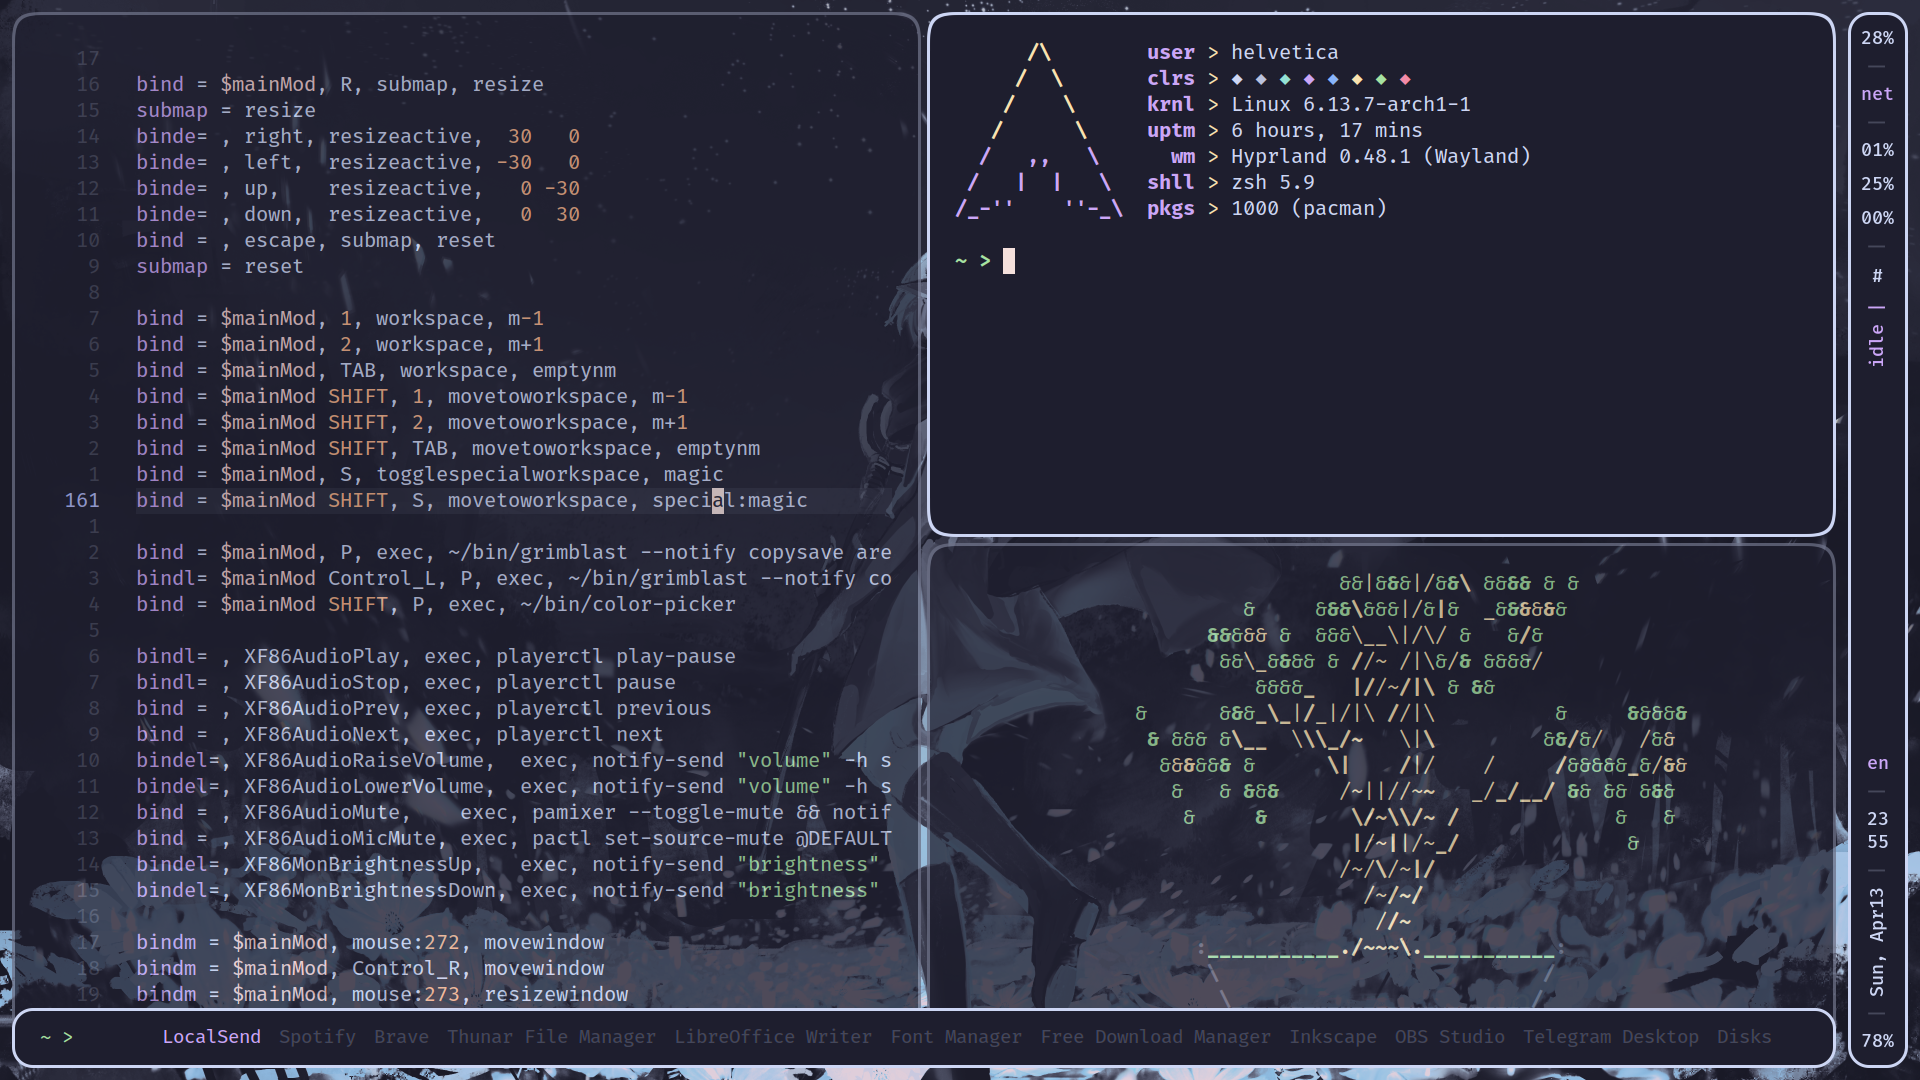 17
16 bind = $mainMod, R, submap, resize
15 submap = resize
14 binde= , right, resizeactive,  30   0
13 binde= , left,  resizeactive, -30   0
12 binde= , up,    resizeactive,   0 -30
11 binde= , down,  resizeactive,   0  30
10 bind = , escape, submap, reset
9 submap = reset
8
7 bind = $mainMod, 1, workspace, m-1
6 bind = $mainMod, 2, workspace, m+1
5 bind = $mainMod, TAB, workspace, emptynm
4 bind = $mainMod SHIFT, 1, movetoworkspace, m-1
3 bind = $mainMod SHIFT, 2, movetoworkspace, m+1
2 bind = $mainMod SHIFT, TAB, movetoworkspace, emptynm
1 bind = $mainMod, S, togglespecialworkspace, magic
161 bind = $mainMod SHIFT, S, movetoworkspace, special:magic
1
2 bind = $mainMod, P, exec, ~/bin/grimblast --notify copysave are
3 bindl= $mainMod Control_L, P, exec, ~/bin/grimblast --notify co
4 bind = $mainMod SHIFT, P, exec, ~/bin/color-picker
5
6 bindl= , XF86AudioPlay, exec, playerctl play-pause
7 bindl= , XF86AudioStop, exec, playerctl pause
8 bind = , XF86AudioPrev, exec, playerctl previous
9 bind = , XF86AudioNext, exec, playerctl next
10 bindel=, XF86AudioRaiseVolume,  exec, notify-send "volume" -h s
11 bindel=, XF86AudioLowerVolume,  exec, notify-send "volume" -h s
12 bind = , XF86AudioMute,    exec, pamixer --toggle-mute && notif
13 bind = , XF86AudioMicMute, exec, pactl set-source-mute @DEFAULT
14 bindel=, XF86MonBrightnessUp,   exec, notify-send "brightness"
15 bindel=, XF86MonBrightnessDown, exec, notify-send "brightness"
16
17 bindm = $mainMod, mouse:272, movewindow
18 bindm = $mainMod, Control_R, movewindow
19 bindm = $mainMod, mouse:273, resizewindow
user > helvetica
clrs > ◆ ◆ ◆ ◆ ◆ ◆ ◆ ◆
krnl > Linux 6.13.7-arch1-1
uptm > 6 hours, 17 mins
wm > Hyprland 0.48.1 (Wayland)
shll > zsh 5.9
pkgs > 1000 (pacman)
~ >
28%
net
01%
25%
00%
#
idle |
en
23
55
Sun, Apr13
78%
~ > LocalSend Spotify Brave Thunar File Manager LibreOffice Writer Font Manager Free Download Manager Inkscape OBS Studio Telegram Desktop Disks